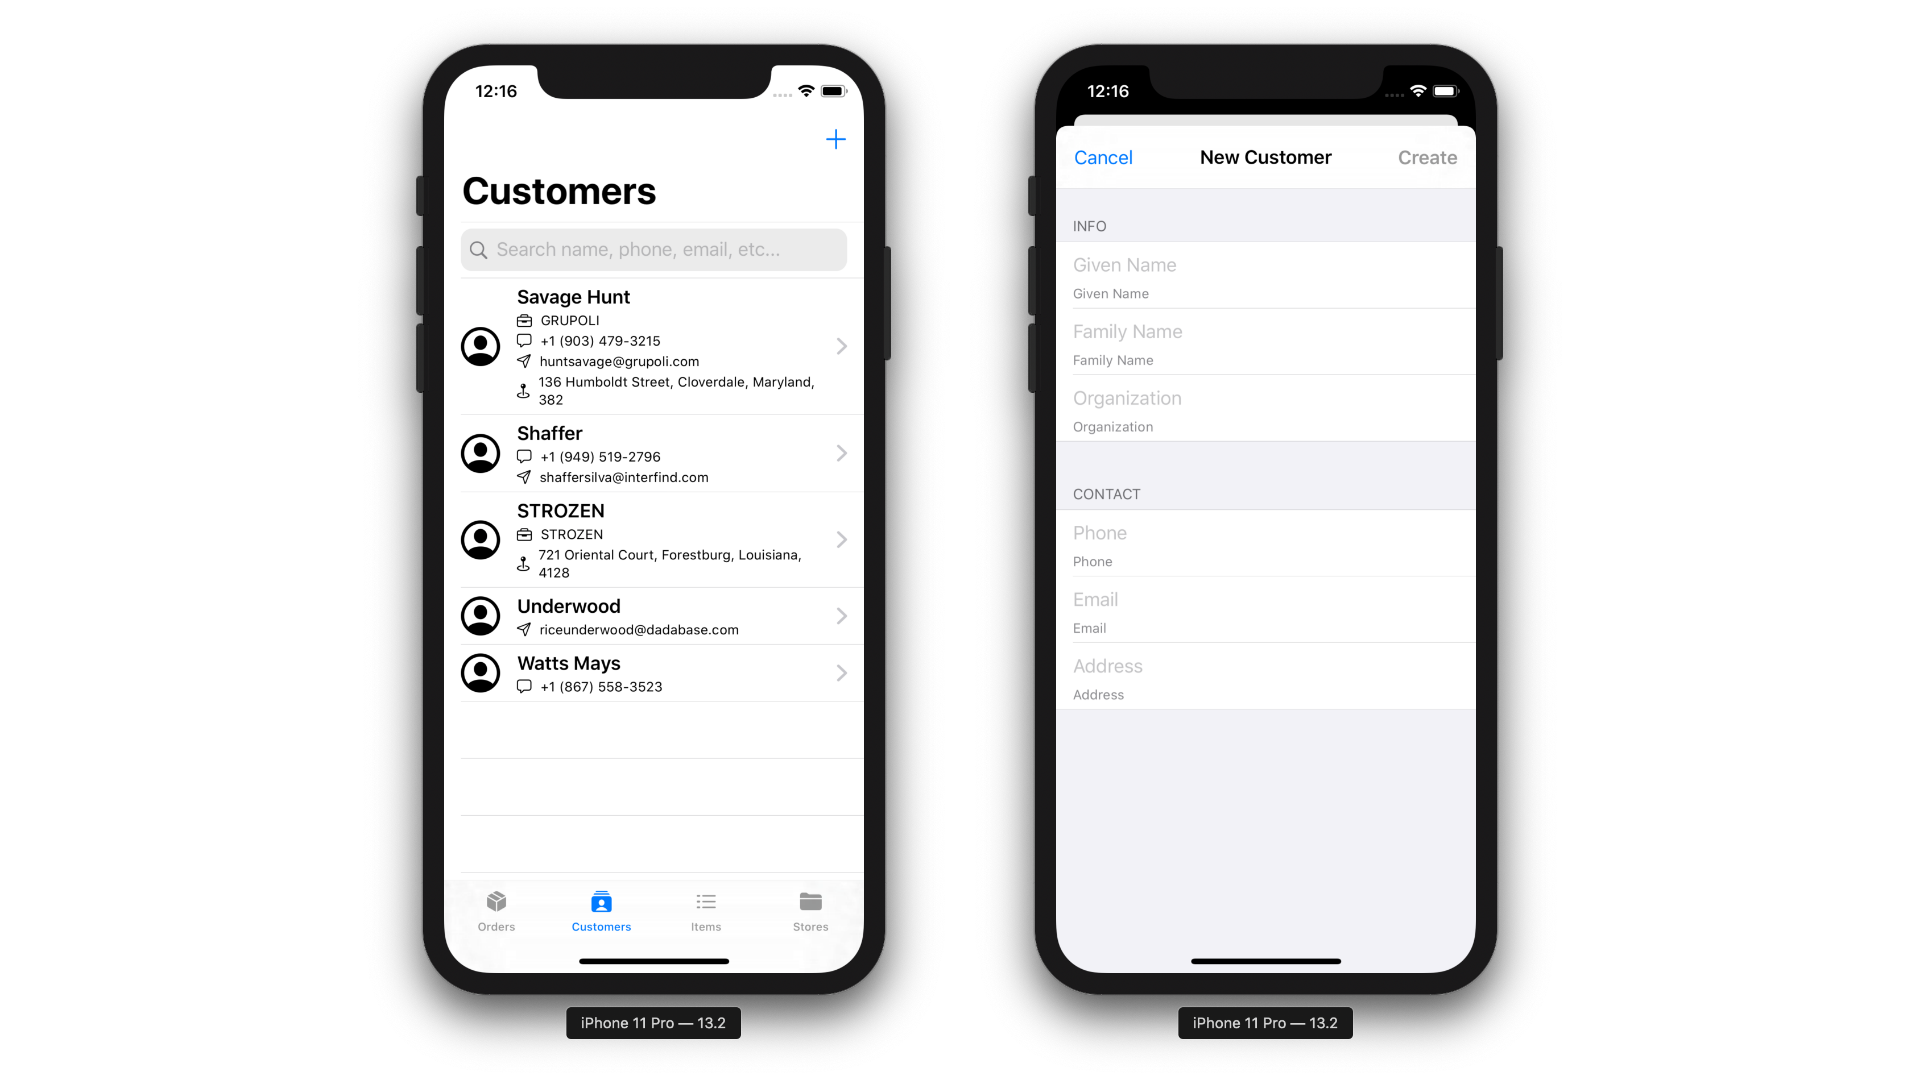 12:16
Customers
Search name, phone, email, etc...
Savage Hunt
GRUPOLI
+1 (903) 479-3215
huntsavage@grupoli.com
136 Humboldt Street, Cloverdale, Maryland,
382
Shaffer
+1 (949) 519-2796
shaffersilva@interfind.com
STROZEN
STROZEN
721 Oriental Court, Forestburg, Louisiana,
4128
Underwood
riceunderwood@dadabase.com
Watts Mays
+1 (867) 558-3523
Orders Customers Items Stores
iPhone 11 Pro — 13.2
12:16
Cancel New Customer Create
INFO
Given Name
Given Name
Family Name
Family Name
Organization
Organization
CONTACT
Phone
Phone
Email
Email
Address
Address
iPhone 11 Pro — 13.2